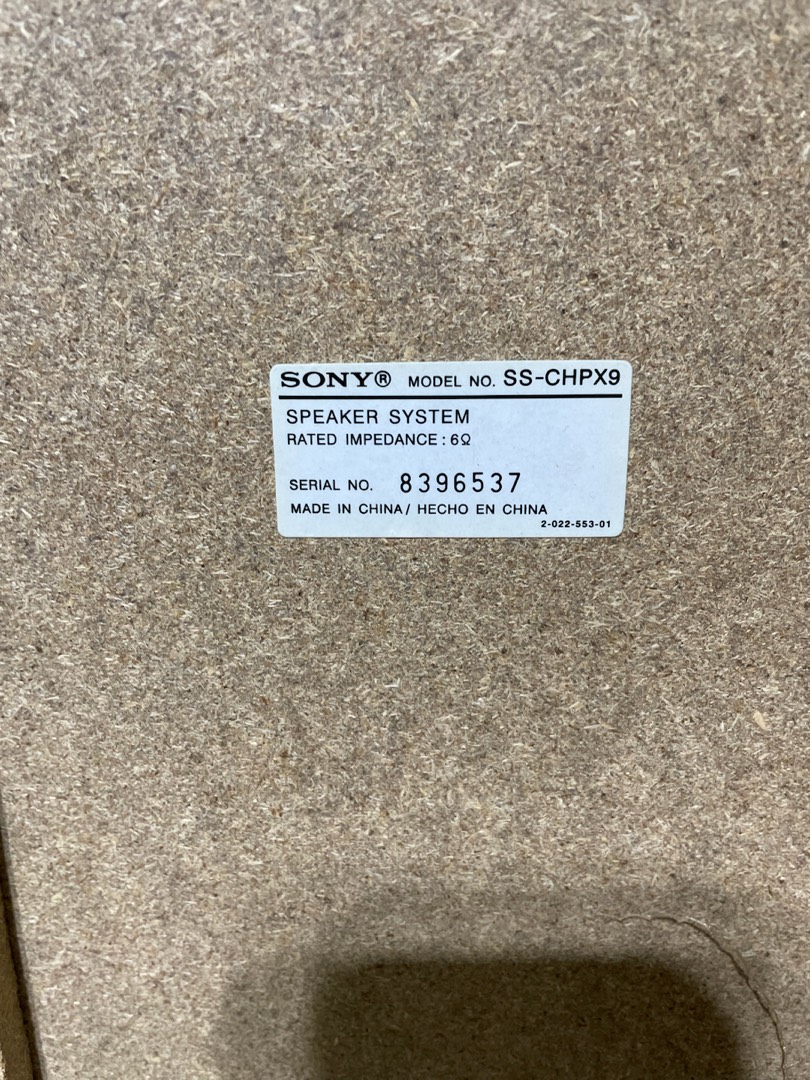 SONY® MODEL NO. SS-CHPX9
SPEAKER SYSTEM
RATED IMPEDANCE : 6Ω
SERIAL NO. 8396537
MADE IN CHINA / HECHO EN CHINA
2-022-553-01